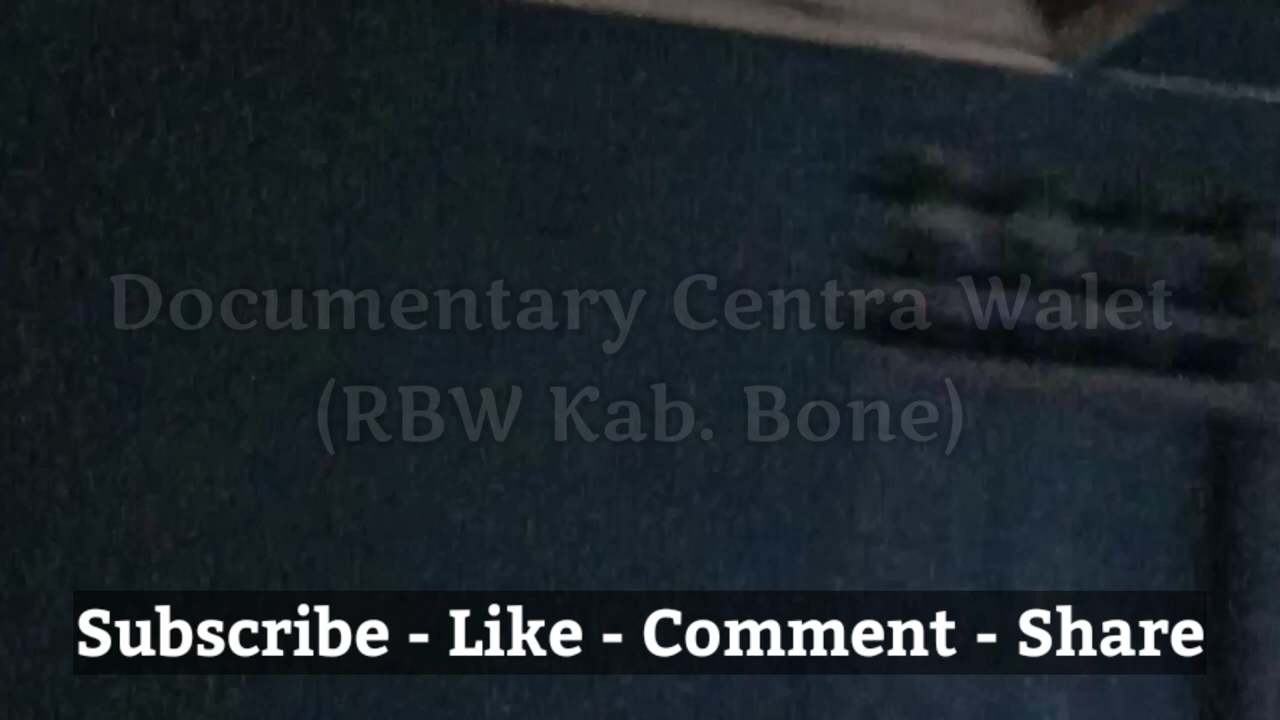 Documentary Centra Walet
(RBW Kab. Bone)
Subscribe - Like - Comment - Share